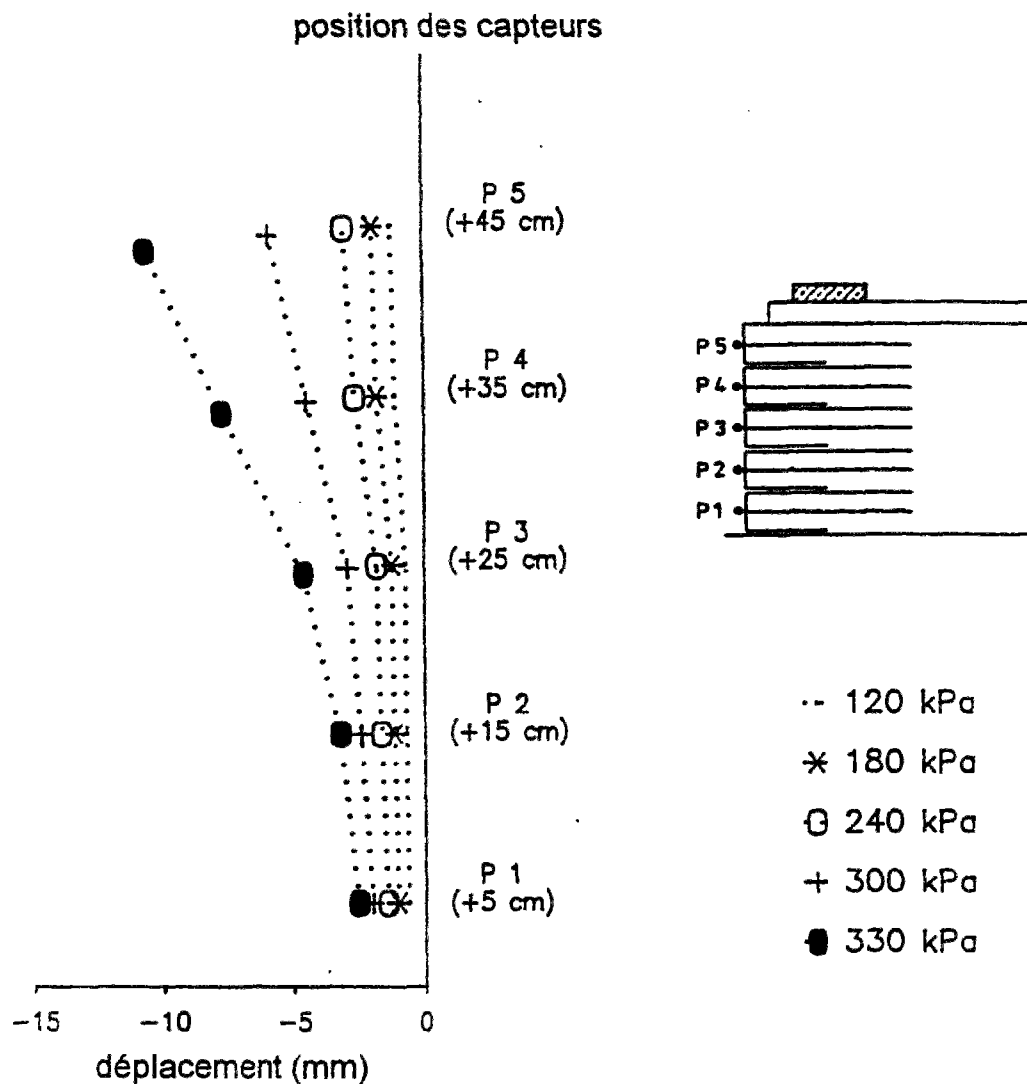 position des capteurs
P 5
(+45 cm)
P 4
(+35 cm)
P 3
(+25 cm)
P 2
(+15 cm)
P 1
(+5 cm)
-15
-10
-5
0
déplacement (mm)
P5
P4
P3
P2
P1
120 kPa
180 kPa
240 kPa
300 kPa
330 kPa